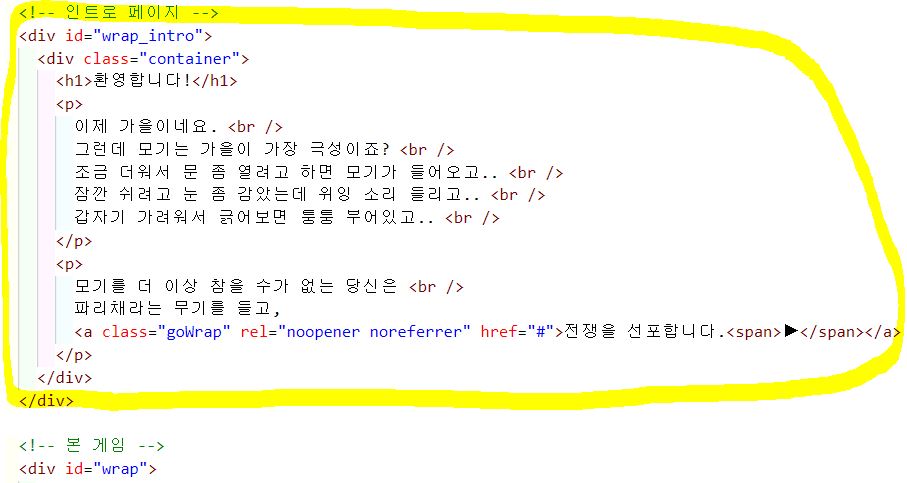 <!-- 인트로 페이지 -->
<div id="wrap_intro">
<div class="container">
<h1>환영합니다!</h1>
<p>
이제 가을이네요. <br />
그런데 모기는 가을이 가장 극성이죠? <br />
조금 더워서 문 좀 열려고 하면 모기가 들어오고.. <br />
잠깐 쉬려고 눈 좀 감았는데 위잉 소리 들리고.. <br />
갑자기 가려워서 긁어보면 퉁퉁 부어있고.. <br />
</p>
<p>
모기를 더 이상 참을 수가 없는 당신은 <br />
파리채라는 무기를 들고,
<a class="goWrap" rel="noopener noreferrer" href="#">전쟁을 선포합니다.<span>▶</span></a>
</p>
</div>
</div>
<!-- 본 게임 -->
<div id="wrap">